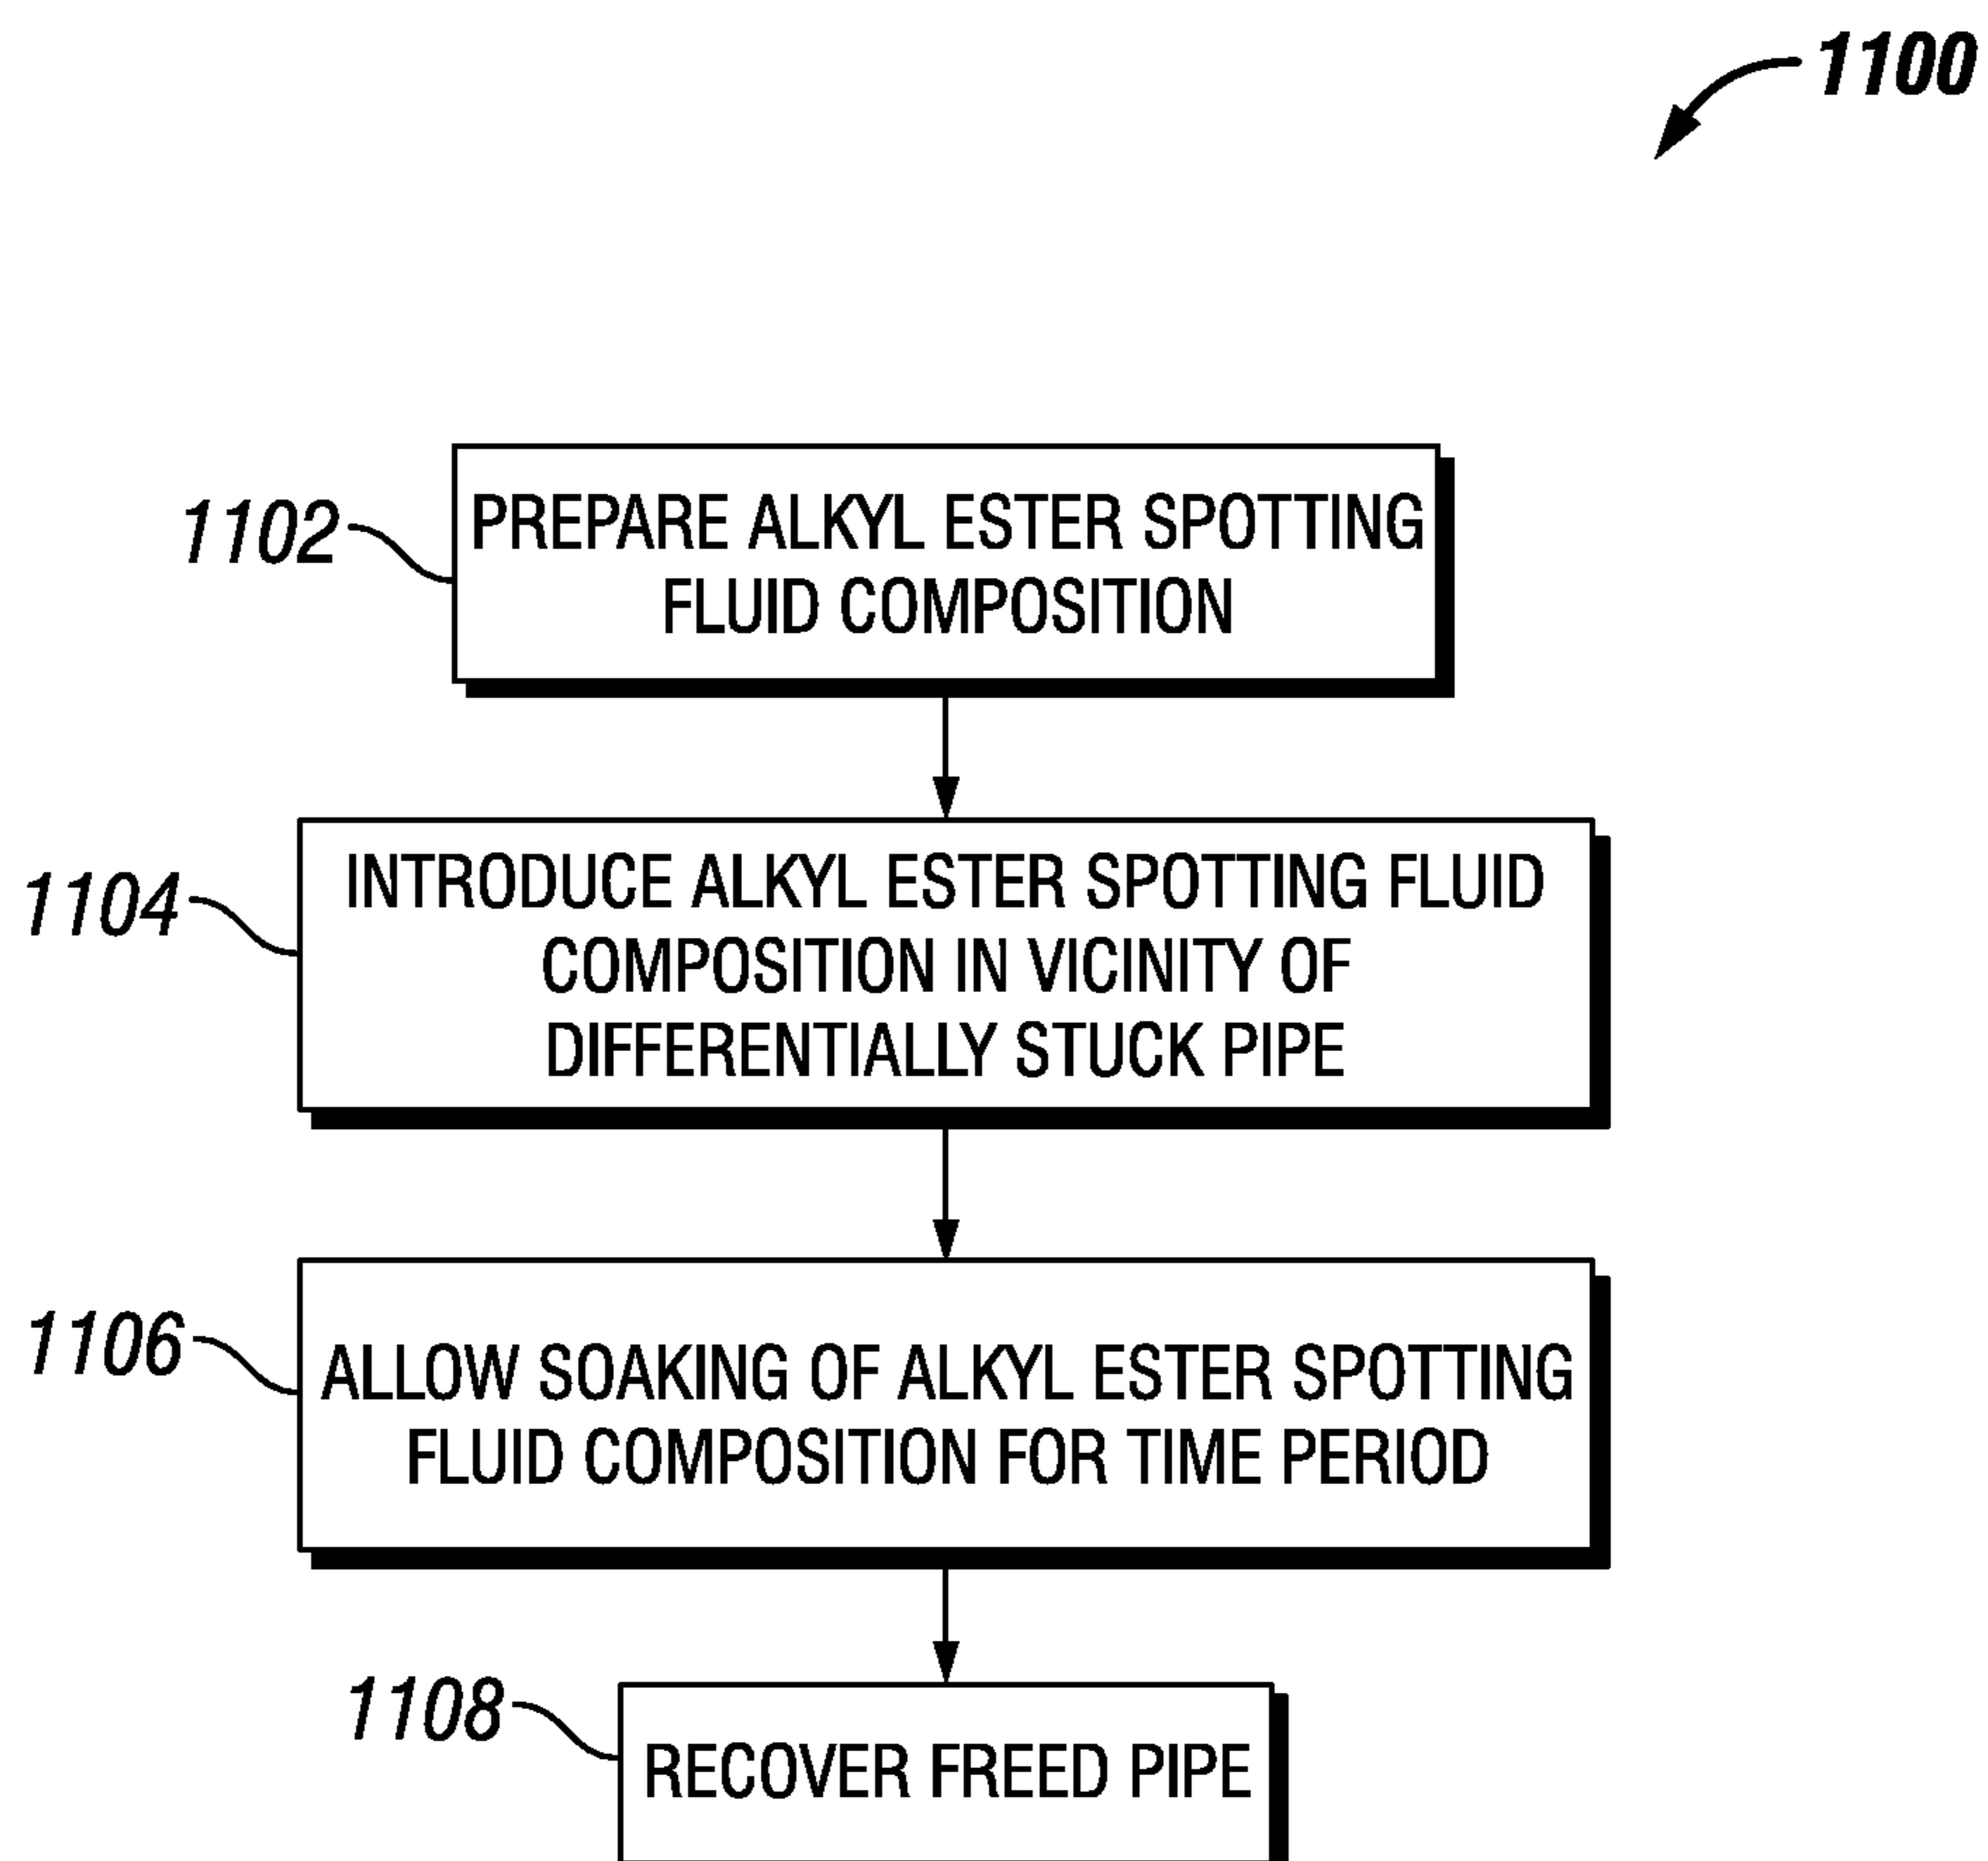 1100
1102
PREPARE ALKYL ESTER SPOTTING
FLUID COMPOSITION
1104
INTRODUCE ALKYL ESTER SPOTTING FLUID
COMPOSITION IN VICINITY OF
DIFFERENTIALLY STUCK PIPE
1106
ALLOW SOAKING OF ALKYL ESTER SPOTTING
FLUID COMPOSITION FOR TIME PERIOD
1108
RECOVER FREED PIPE